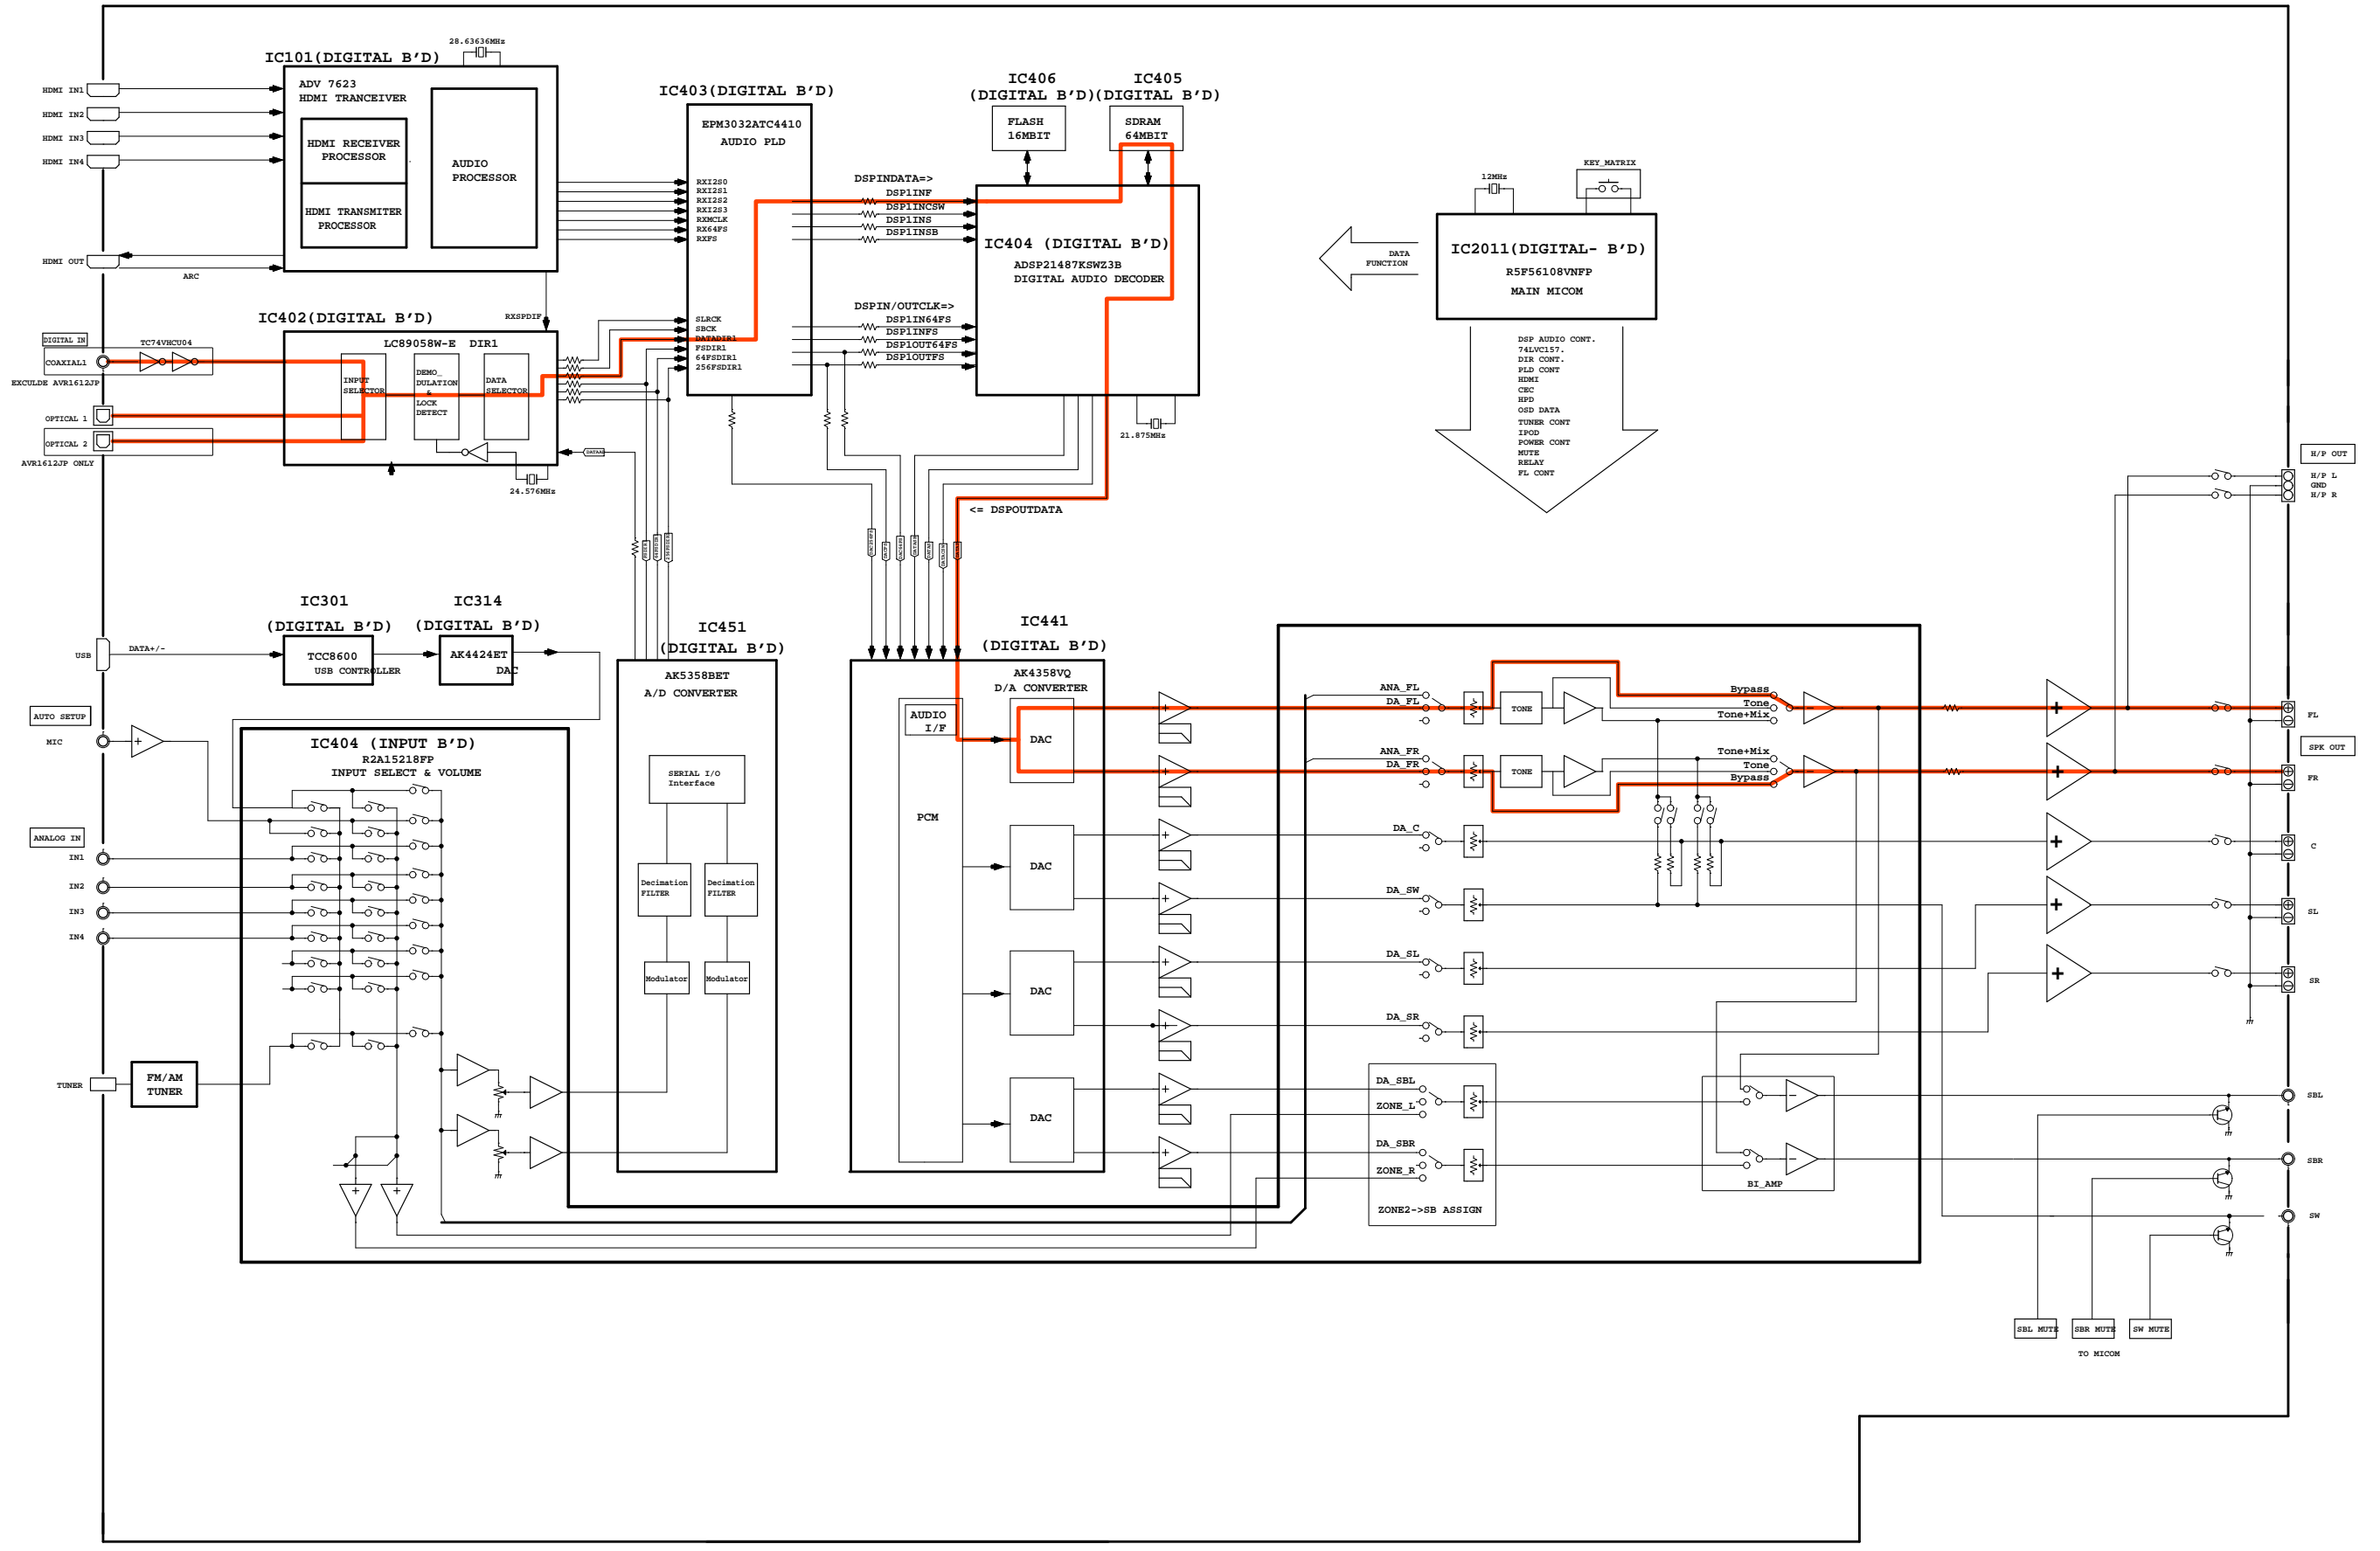 28.63636MHz
IC101(DIGITAL B'D)
ADV 7623
HDMI TRANCEIVER
HDMI RECEIVER
PROCESSOR
HDMI TRANSMITER
PROCESSOR
AUDIO
PROCESSOR
HDMI IN1
HDMI IN2
HDMI IN3
HDMI IN4
HDMI OUT
ARC
IC403(DIGITAL B'D)
EPM3032ATC4410
AUDIO PLD
RXI2S0
RXI2S1
RXI2S2
RXI2S3
RXMCLK
RX64FS
RXFS
SLRCK
SBCK
DATADIR1
FSDIR1
64FSDIR1
256FSDIR1
IC406
(DIGITAL B'D)
FLASH
16MBIT
IC405
(DIGITAL B'D)
SDRAM
64MBIT
DSPINDATA=>
DSP1INF
DSP1INCSW
DSP1INS
DSP1INSB
IC404 (DIGITAL B'D)
ADSP21487KSWZ3B
DIGITAL AUDIO DECODER
DSPIN/OUTCLK=>
DSP1IN64FS
DSP1INFS
DSP1OUT64FS
DSP1OUTFS
21.875MHz
<= DSPOUTDATA
12MHz
KEY_MATRIX
IC2011(DIGITAL- B'D)
R5F56108VNFP
MAIN MICOM
DATA
FUNCTION
DSP AUDIO CONT.
74LVC157.
DIR CONT.
PLD CONT
HDMI
CEC
HPD
OSD DATA
TUNER CONT
IPOD
POWER CONT
MUTE
RELAY
FL CONT
IC402(DIGITAL B'D)
RXSPDIF
LC89058W-E DIR1
INPUT
SELECTOR
DEMO_
DULATION
&
LOCK
DETECT
DATA
SELECTOR
24.576MHz
DIGITAL IN
TC74VHCU04
COAXIAL1
EXCULDE AVR1612JP
OPTICAL 1
OPTICAL 2
AVR1612JP ONLY
H/P OUT
H/P L
GND
H/P R
IC301
(DIGITAL B'D)
TCC8600
USB CONTROLLER
IC314
(DIGITAL B'D)
AK4424ET
DAC
USB
DATA+/-
AUTO SETUP
MIC
IC451
(DIGITAL B'D)
AK5358BET
A/D CONVERTER
SERIAL I/O
Interface
Decimation
FILTER
Decimation
FILTER
Modulator
Modulator
IC441
(DIGITAL B'D)
AK4358VQ
D/A CONVERTER
AUDIO
I/F
PCM
DAC
DAC
DAC
DAC
IC404 (INPUT B'D)
R2A15218FP
INPUT SELECT & VOLUME
ANALOG IN
IN1
IN2
IN3
IN4
TUNER
FM/AM
TUNER
ANA_FL
DA_FL
ANA_FR
DA_FR
DA_C
DA_SW
DA_SL
DA_SR
DA_SBL
ZONE_L
DA_SBR
ZONE_R
ZONE2->SB ASSIGN
TONE
TONE
Bypass
Tone
Tone+Mix
Tone+Mix
Tone
Bypass
BI_AMP
FL
SPK OUT
FR
C
SL
SR
SBL
SBR
SW
SBL MUTE
SBR MUTE
SW MUTE
TO MICOM